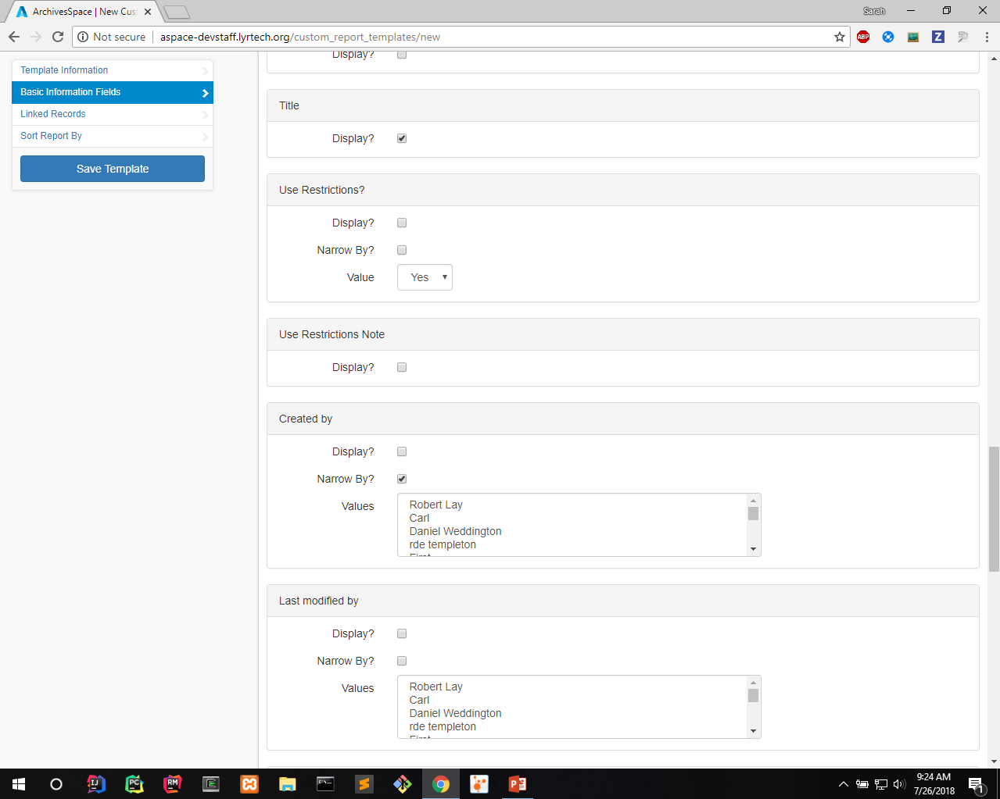 ArchivesSpace | New Cus
Sarah
Not secure
aspace-devstaff.lyrtech.org/custom_report_templates/new
ABP
Z
Template Information
Basic Information Fields
Linked Records
Sort Report By
Save Template
Display?
Title
Display?
Use Restrictions?
Display?
Narrow By?
Value
Yes
Use Restrictions Note
Display?
Created by
Display?
Narrow By?
Values
Robert Lay
Carl
Daniel Weddington
rde templeton
First
Last modified by
Display?
Narrow By?
Values
Robert Lay
Carl
Daniel Weddington
rde templeton
First
IJ
PC
RM
9:24 AM
7/26/2018
1